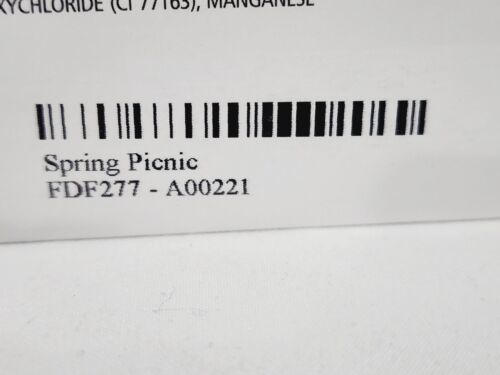 XYCHLORIDE (CI 77163), MANGANESE
Spring Picnic
FDF277 - A00221